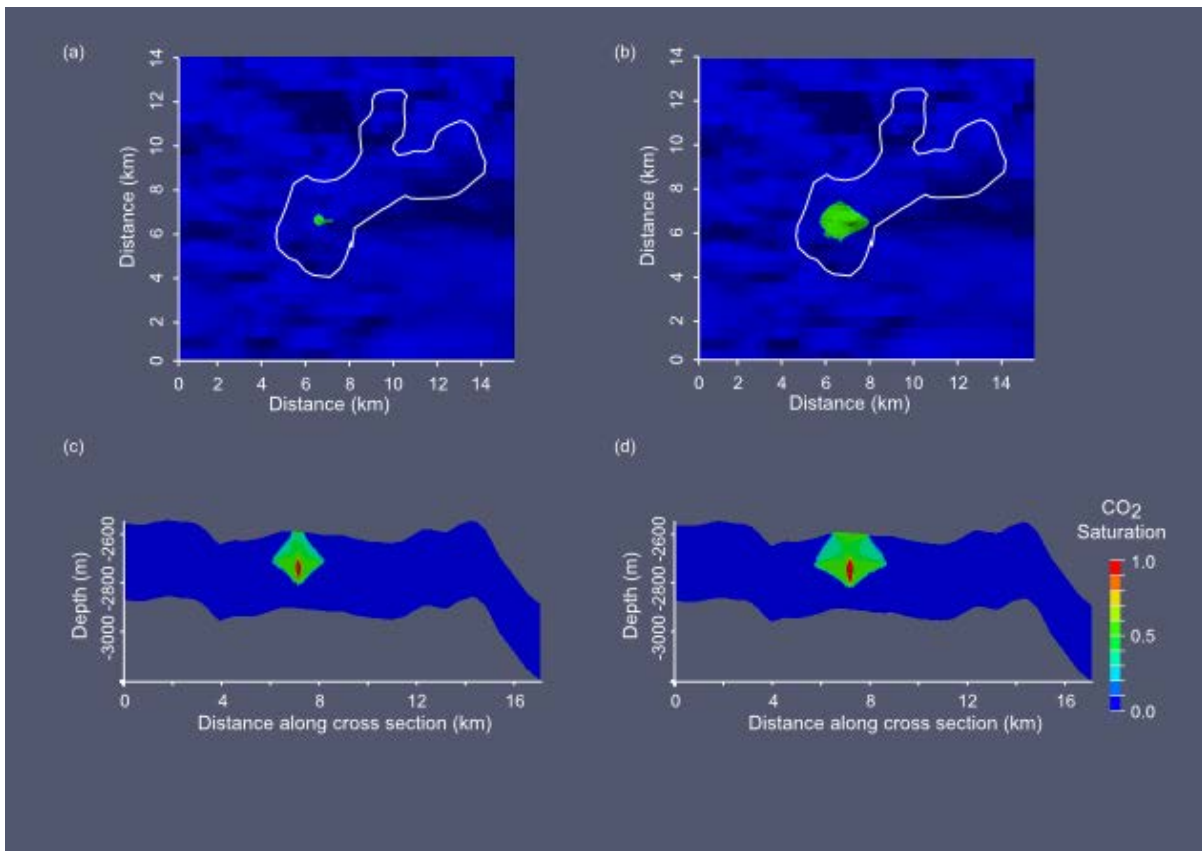 (a)
14
12
10
8
6
4
2
0
Distance (km)
0 2 4 6 8 10 12 14
Distance (km)
(b)
14
12
10
8
6
4
2
0
Distance (km)
0 2 4 6 8 10 12 14
Distance (km)
(c)
-2600
-2800
-3000
Depth (m)
0 4 8 12 16
Distance along cross section (km)
(d)
-2600
-2800
-3000
Depth (m)
0 4 8 12 16
Distance along cross section (km)
CO2
Saturation
1.0
0.5
0.0